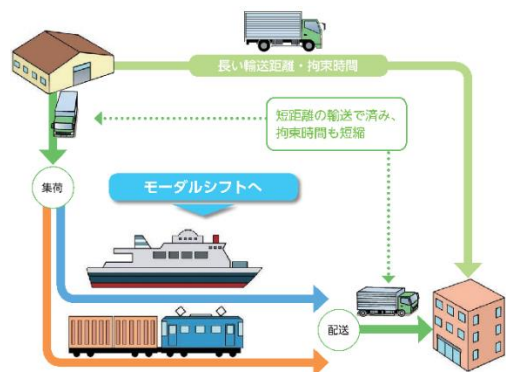 長い輸送距離・拘束時間
短距離の輸送で済み、
拘束時間も短縮
集荷
モーダルシフトへ
配送